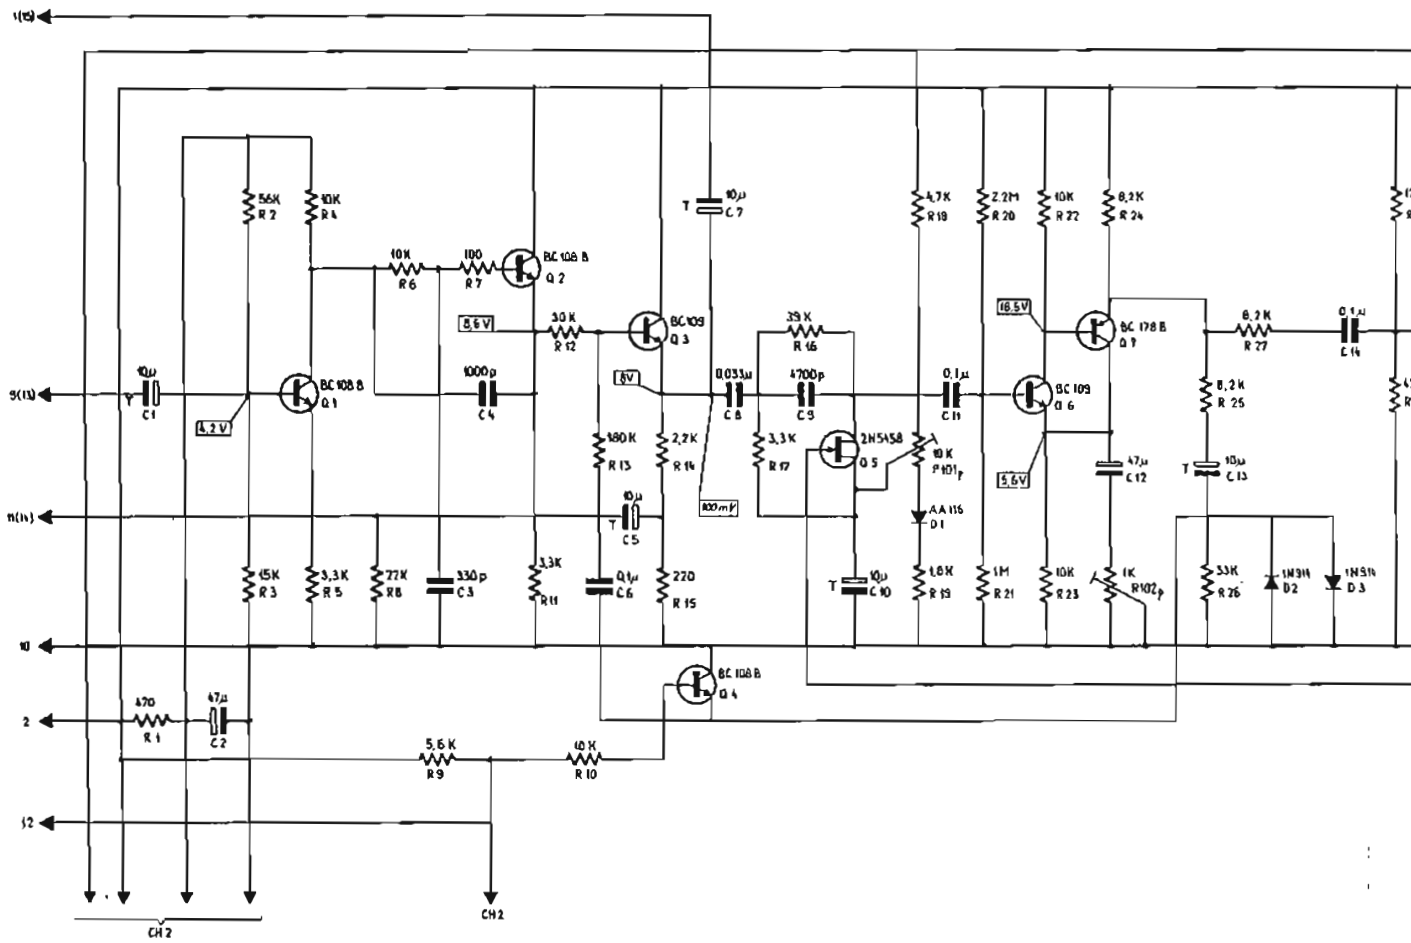 1(15)
56K
R2
10K
R4
10K
R6
100
R7
BC108B
Q2
T
10µ
C7
4,7K
R18
2.2M
R20
10K
R22
8,2K
R24
8,6V
30K
R12
BC109
Q3
39K
R16
18,5V
BC178B
Q7
8,2K
R27
0,1µ
C14
9(13)
10µ
T
C1
4,2V
BC108B
Q1
1000p
C4
8V
0,033µ
C8
4700p
C9
0,1µ
C11
BC109
Q6
8,2K
R25
180K
R13
2,2K
R14
3,3K
R17
2N5458
Q5
10K
P101p
5,6V
47µ
C12
T
10µ
C13
11(14)
10µ
T
C5
100mV
AA116
D1
15K
R3
3,3K
R5
22K
R8
330p
C3
3,3K
R11
0,1µ
C6
220
R15
T
10µ
C10
1,8K
R19
1M
R21
10K
R23
1K
R102p
33K
R26
1N914
D2
1N914
D3
10
BC108B
Q4
2
470
R1
47µ
C2
5,6K
R9
10K
R10
12
CH2
CH2